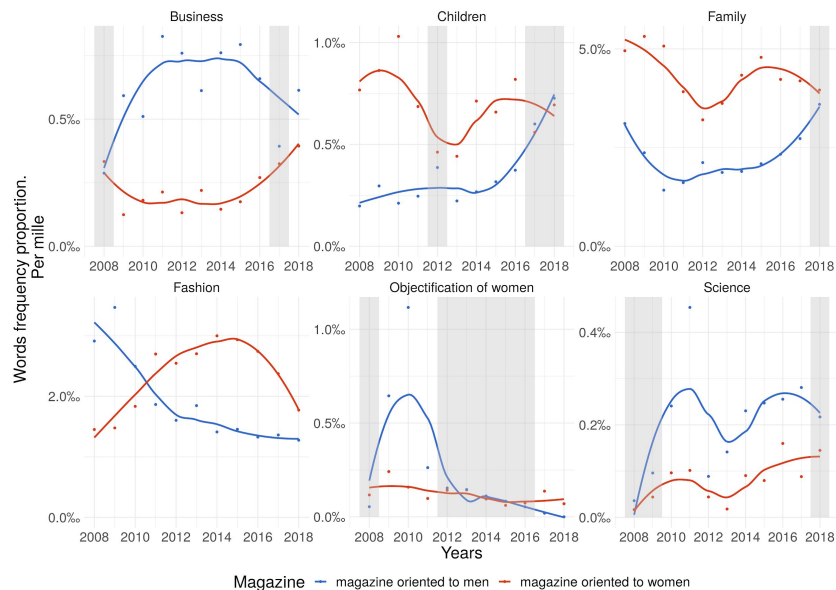 Business
Children
Family
0.5‰
0.0‰
1.0‰
0.5‰
0.0‰
5.0‰
0.0‰
2008 2010 2012 2014 2016 2018
2008 2010 2012 2014 2016 2018
2008 2010 2012 2014 2016 2018
Words frequency proportion.
Per mille
Fashion
Objectification of women
Science
2.0‰
0.0‰
1.0‰
0.5‰
0.0‰
0.4‰
0.2‰
0.0‰
2008 2010 2012 2014 2016 2018
2008 2010 2012 2014 2016 2018
2008 2010 2012 2014 2016 2018
Years
Magazine magazine oriented to men magazine oriented to women